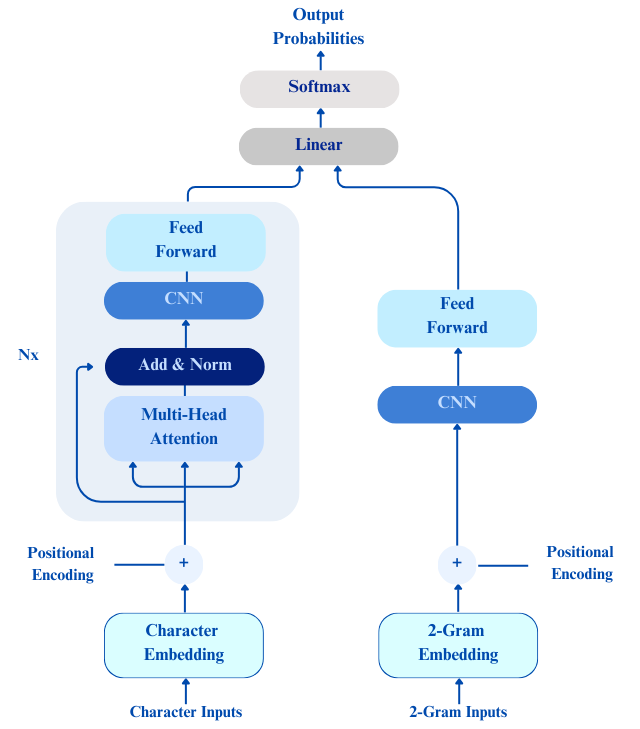 Output
Probabilities
Softmax
Linear
Feed
Forward
CNN
Nx
Add & Norm
Multi-Head
Attention
Feed
Forward
CNN
Positional
Encoding
+
+
Positional
Encoding
Character
Embedding
2-Gram
Embedding
Character Inputs
2-Gram Inputs